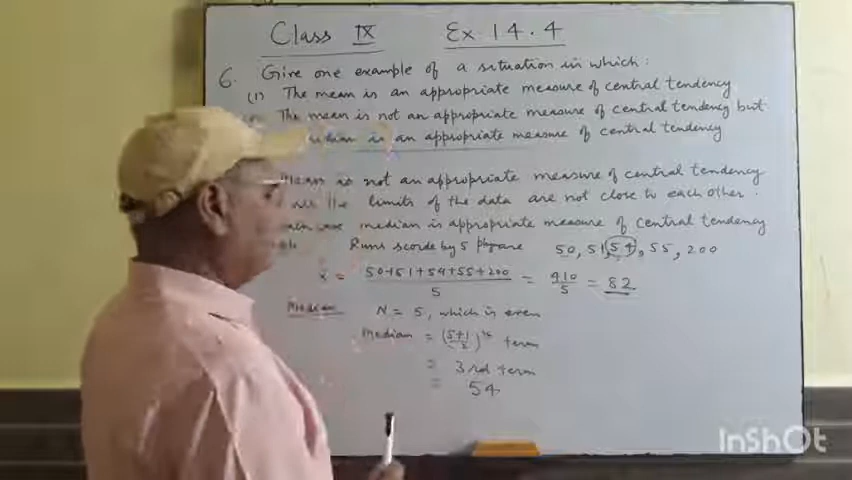 Class IX Ex 14.4
6. Give one example of a situation in which:
(1) The mean is an appropriate measure of central tendency
The mean is not an appropriate measure of central tendency but
median is an appropriate measure of central tendency
Mean is not an appropriate measure of central tendency
the limits of the data are not close to each other.
case median is appropriate measure of central tendency
Runs scorde by 5 50, 51, 54, 55, 200
x = 50+51+54+55+200 / 5 = 410 / 5 = 82
Median N = 5, which is even
Median = (5+1 / 2)th term
= 3rd term
= 54
InShOt